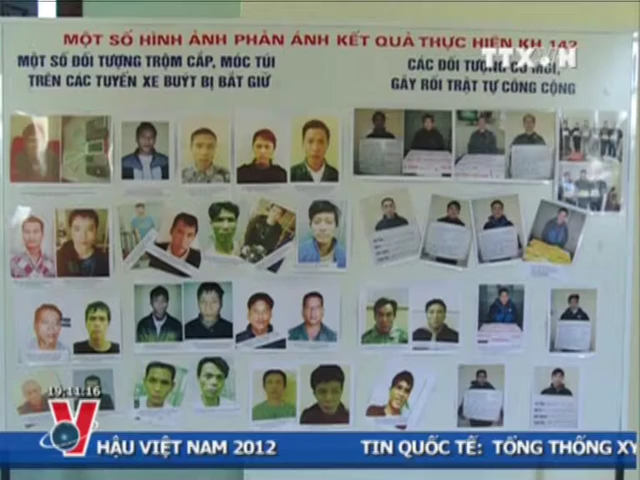 TTXVN
MỘT SỐ HÌNH ẢNH PHẢN ÁNH KẾT QUẢ THỰC HIỆN KH 142
MỘT SỐ ĐỐI TƯỢNG TRỘM CẮP, MÓC TÚI
TRÊN CÁC TUYẾN XE BUÝT BỊ BẮT GIỮ
CÁC ĐỐI TƯỢNG CÒ MỒI,
GÂY RỐI TRẬT TỰ CÔNG CỘNG
19:11:16
V
HẬU VIỆT NAM 2012 TIN QUỐC TẾ: TỔNG THỐNG XY